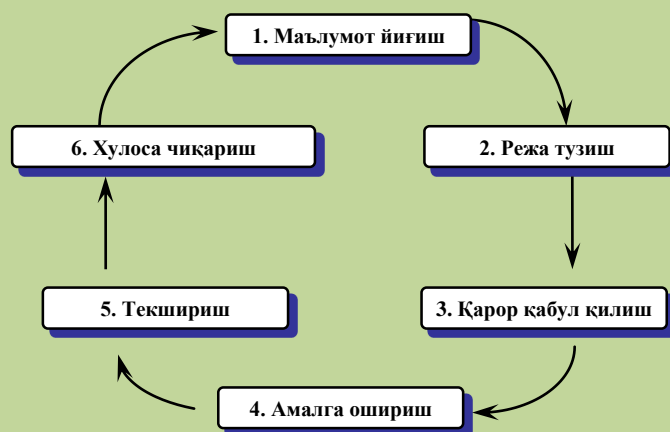 1. Маълумот йиғиш
2. Режа тузиш
3. Қарор қабул қилиш
4. Амалга ошириш
5. Текшириш
6. Хулоса чиқариш